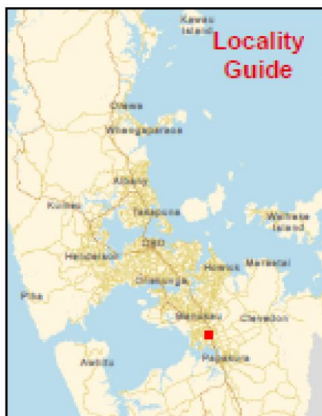 Kawau
Island
Locality
Guide
Orewa
Whangaparaoa
Albany
Takapuna
Kumeu
Waiheke
Island
CBD
Henderson
Howick
Maraetai
Onehunga
Piha
Manukau
Clevedon
Papakura
Awhitu